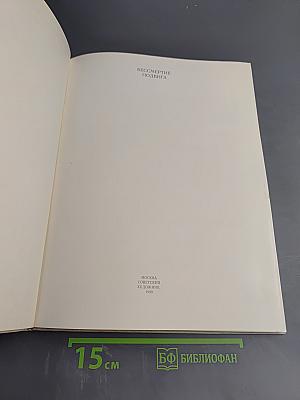 БЕССМЕРТИЕ
ПОДВИГА
МОСКВА
СОВЕТСКИЙ
ХУДОЖНИК
15 см
БФ БИБЛИОФАН